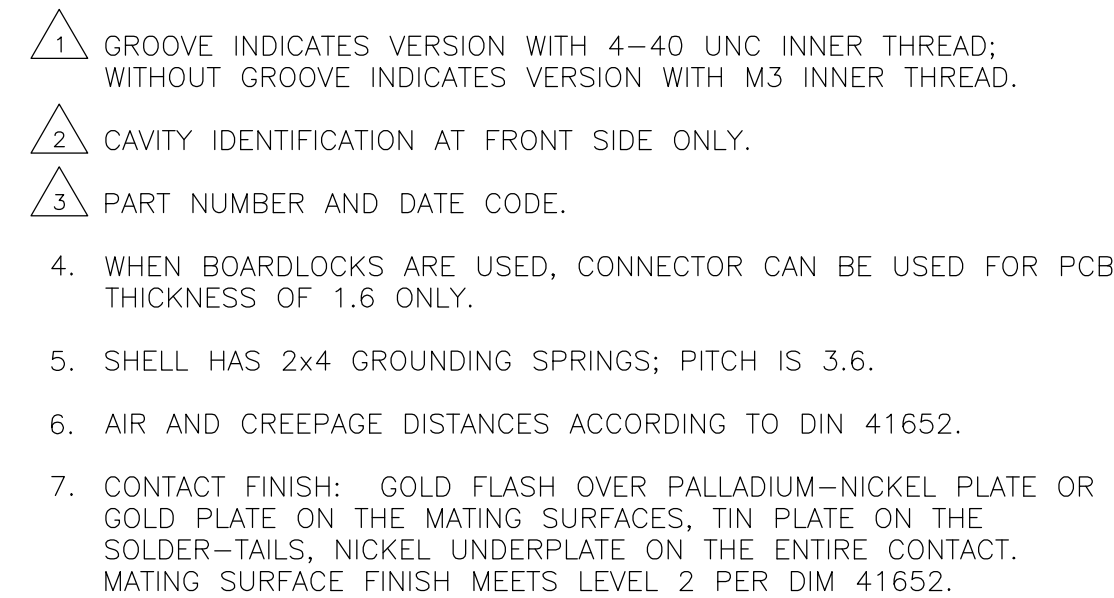 1 GROOVE INDICATES VERSION WITH 4-40 UNC INNER THREAD;
WITHOUT GROOVE INDICATES VERSION WITH M3 INNER THREAD.
2 CAVITY IDENTIFICATION AT FRONT SIDE ONLY.
3 PART NUMBER AND DATE CODE.
4. WHEN BOARDLOCKS ARE USED, CONNECTOR CAN BE USED FOR PCB
THICKNESS OF 1.6 ONLY.
5. SHELL HAS 2x4 GROUNDING SPRINGS; PITCH IS 3.6.
6. AIR AND CREEPAGE DISTANCES ACCORDING TO DIN 41652.
7. CONTACT FINISH: GOLD FLASH OVER PALLADIUM-NICKEL PLATE OR
GOLD PLATE ON THE MATING SURFACES, TIN PLATE ON THE
SOLDER-TAILS, NICKEL UNDERPLATE ON THE ENTIRE CONTACT.
MATING SURFACE FINISH MEETS LEVEL 2 PER DIM 41652.